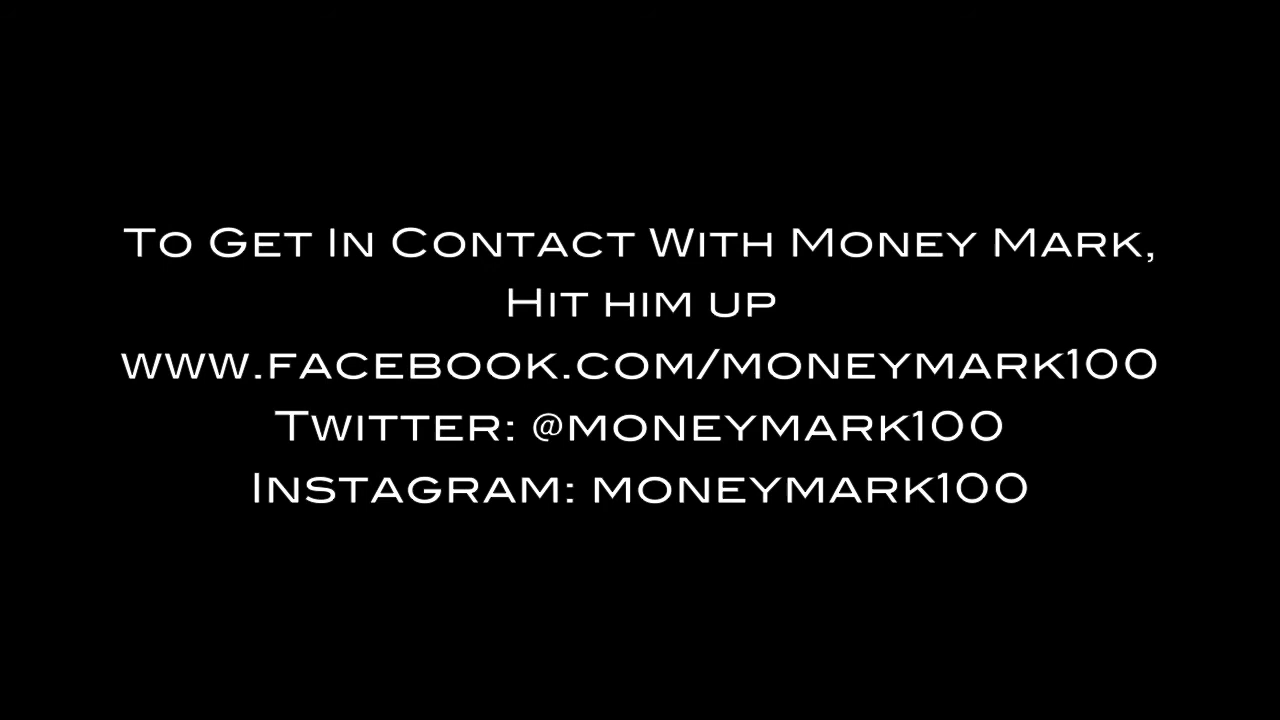 To Get In Contact With Money Mark,
Hit him up
www.facebook.com/moneymark100
Twitter: @moneymark100
Instagram: moneymark100